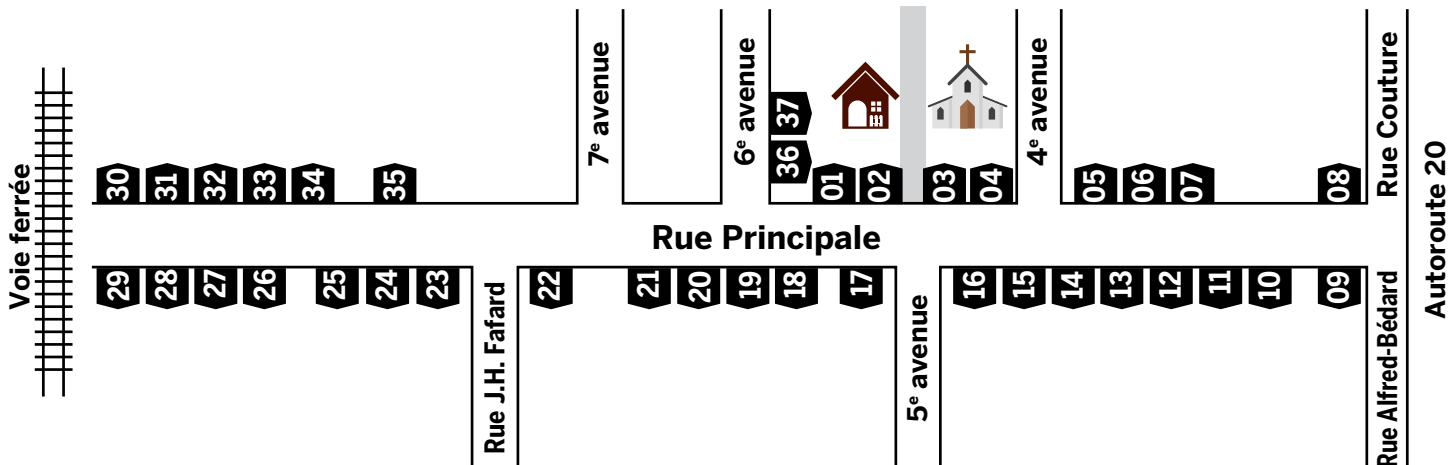 Voie ferrée
7e avenue
6e avenue
4e avenue
Rue Couture
Autoroute 20
37
36
30 31 32 33 34 35 01 02 03 04 05 06 07 08
Rue Principale
29 28 27 26 25 24 23 22 21 20 19 18 17 16 15 14 13 12 11 10 09
Rue J.H. Fafard
5e avenue
Rue Alfred-Bédard